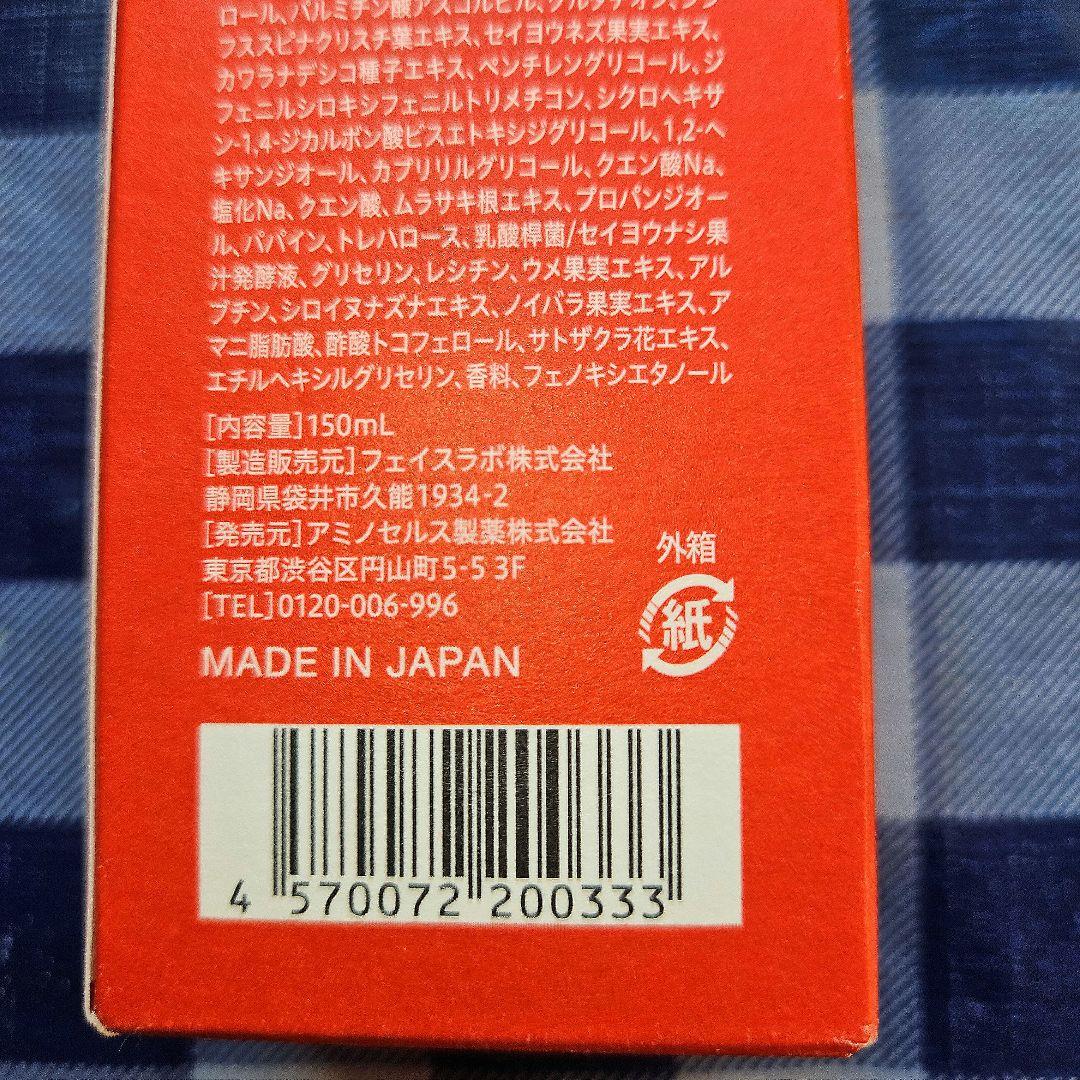 ロール、パルミチン酸アスコルビル、グルタチオン、ジジ
フススピナクリスチ葉エキス、セイヨウネズ果実エキス、
カワラナデシコ種子エキス、ペンチレングリコール、ジ
フェニルシロキシフェニルトリメチコン、シクロヘキサ
ン-1,4-ジカルボン酸ビスエトキシジグリコール、1,2-ヘ
キサンジオール、カプリリルグリコール、クエン酸Na、
塩化Na、クエン酸、ムラサキ根エキス、プロパンジオー
ル、パパイン、トレハロース、乳酸桿菌/セイヨウナシ果
汁発酵液、グリセリン、レシチン、ウメ果実エキス、アル
ブチン、シロイヌナズナエキス、ノイバラ果実エキス、ア
マニ脂肪酸、酢酸トコフェロール、サトザクラ花エキス、
エチルヘキシルグリセリン、香料、フェノキシエタノール
[内容量]150mL
[製造販売元]フェイスラボ株式会社
静岡県袋井市久能1934-2
[発売元]アミノセルス製薬株式会社
東京都渋谷区円山町5-5 3F
[TEL]0120-006-996
外箱
紙
MADE IN JAPAN
4 570072 200333